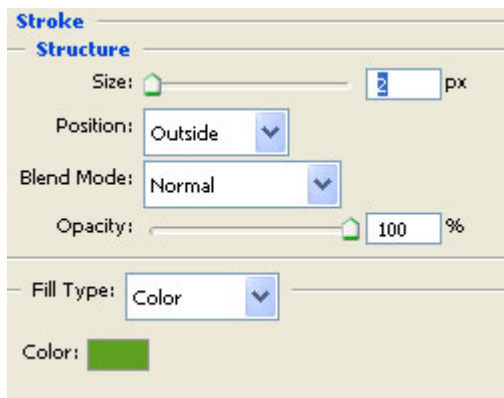 Stroke
Structure
Size: 2 px
Position: Outside
Blend Mode: Normal
Opacity: 100 %
Fill Type: Color
Color: